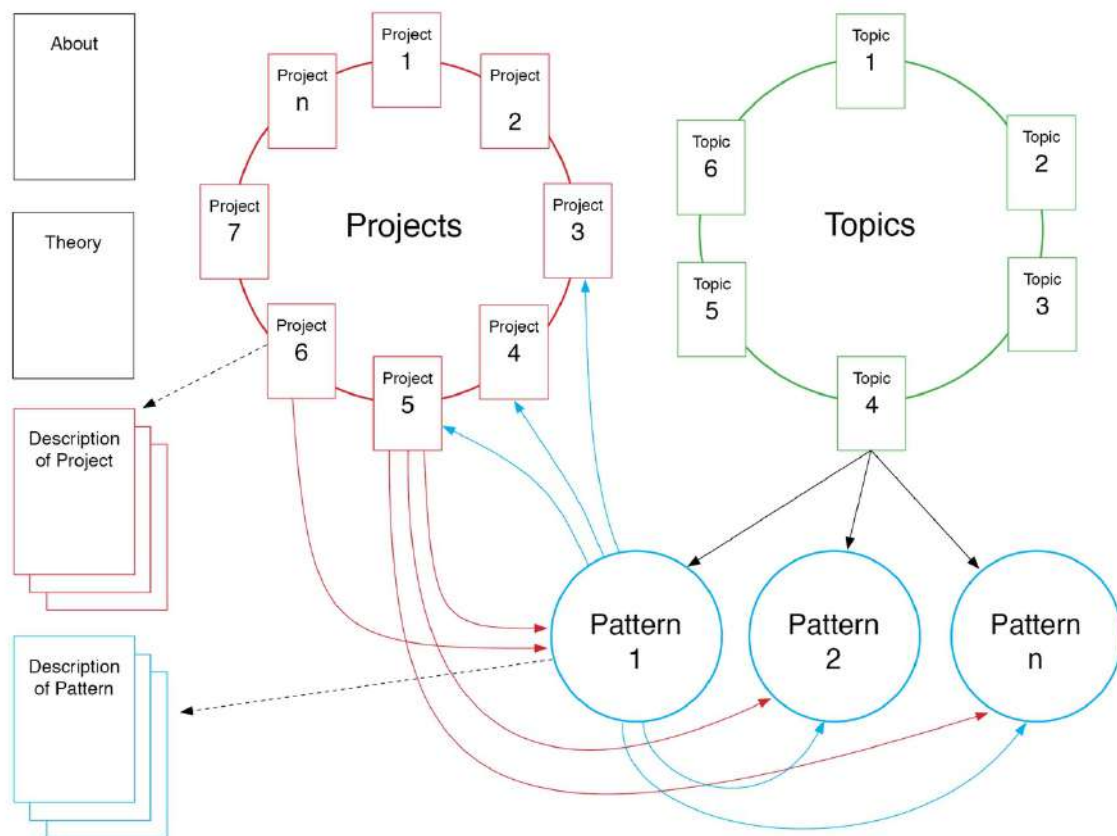 About
Theory
Description
of Project
Description
of Pattern
Projects
Project
1
Project
2
Project
3
Project
4
Project
5
Project
6
Project
7
Project
n
Topics
Topic
1
Topic
2
Topic
3
Topic
4
Topic
5
Topic
6
Pattern
1
Pattern
2
Pattern
n